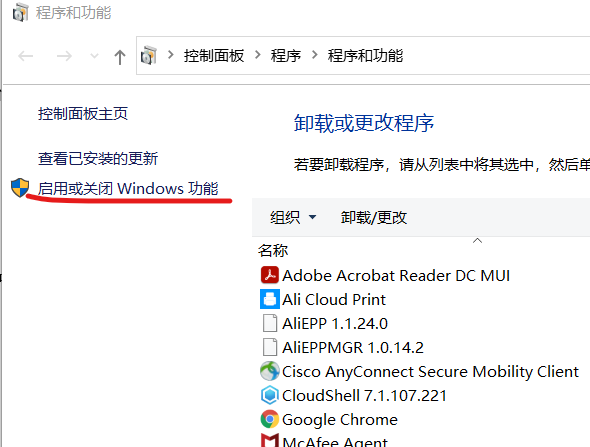 程序和功能
控制面板 > 程序 > 程序和功能
控制面板主页
查看已安装的更新
启用或关闭 Windows 功能
卸载或更改程序
若要卸载程序，请从列表中将其选中，然后单
组织 卸载/更改
名称
Adobe Acrobat Reader DC MUI
Ali Cloud Print
AliEPP 1.1.24.0
AliEPPMGR 1.0.14.2
Cisco AnyConnect Secure Mobility Client
CloudShell 7.1.107.221
Google Chrome
McAfee Agent